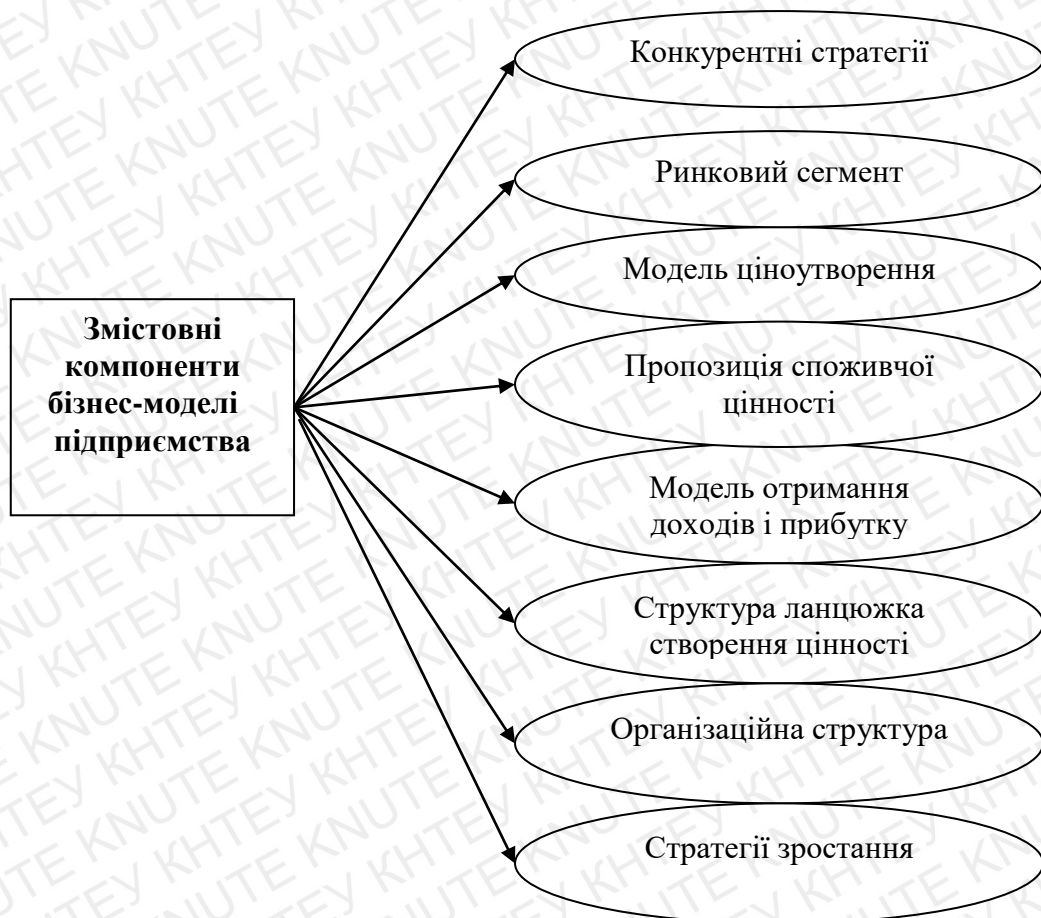 Конкурентні стратегії
Ринковий сегмент
Модель ціноутворення
Змістовні
компоненти
бізнес-моделі
підприємства
Пропозиція споживчої
цінності
Модель отримання
доходів і прибутку
Структура ланцюжка
створення цінності
Організаційна структура
Стратегії зростання